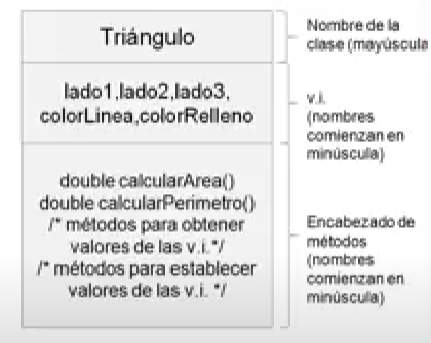 Triángulo
lado1,lado2,lado3,
colorLinea,colorRelleno
double calcularArea()
double calcularPerimetro()
/* métodos para obtener
valores de las v.i.*/
/* métodos para establecer
valores de las v.i. */
Nombre de la
clase (mayúscula
v.i.
(nombres
comienzan en
minúscula)
Encabezado de
métodos
(nombres
comienzan en
minúscula)